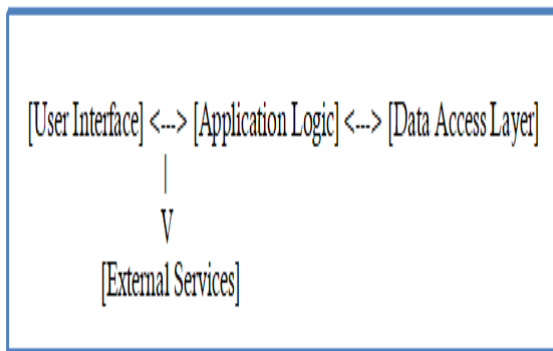 [User Interface] <---> [Application Logic] <---> [Data Access Layer]
|
V
[External Services]